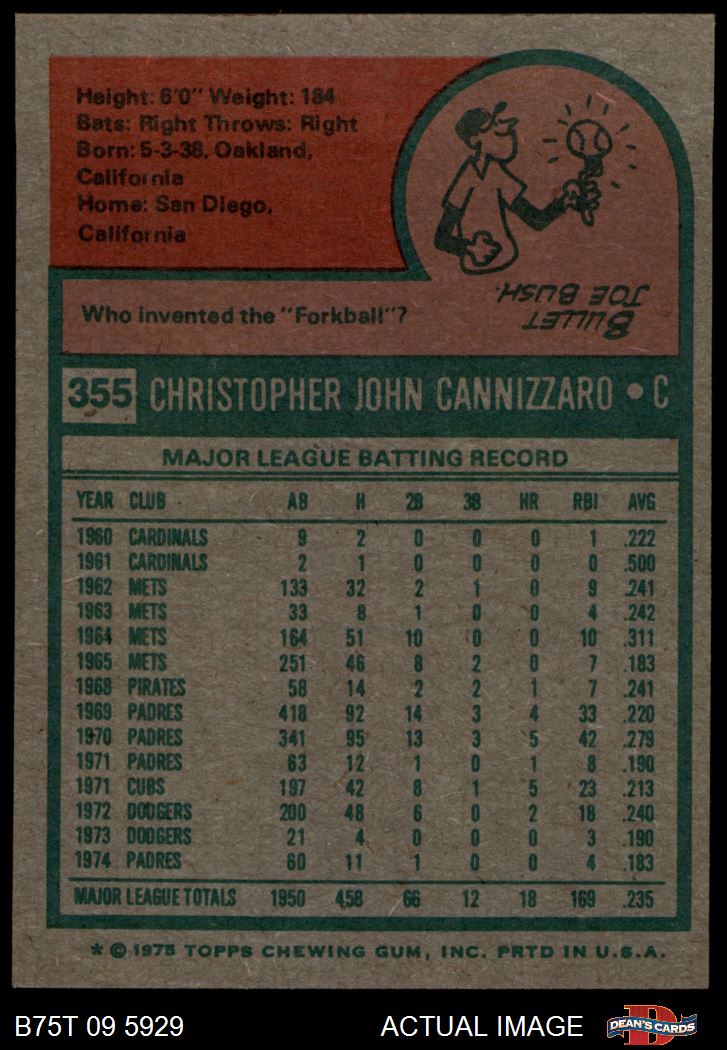 Height: 6'0" Weight: 184
Bats: Right Throws: Right
Born: 5-3-38, Oakland,
California
Home: San Diego,
California
Who invented the "Forkball"?
BULLET
JOE BUSH.
355 CHRISTOPHER JOHN CANNIZZARO • C
MAJOR LEAGUE BATTING RECORD
YEAR CLUB AB H 2B 3B HR RBI AVG
1960 CARDINALS 9 2 0 0 0 1 .222
1961 CARDINALS 2 1 0 0 0 0 .500
1962 METS 133 32 2 1 0 9 .241
1963 METS 33 8 1 0 0 4 .242
1964 METS 164 51 10 0 0 10 .311
1965 METS 251 46 8 2 0 7 .183
1968 PIRATES 58 14 2 2 1 7 .241
1969 PADRES 418 92 14 3 4 33 .220
1970 PADRES 341 95 13 3 5 42 .279
1971 PADRES 63 12 1 0 1 8 .190
1971 CUBS 197 42 8 1 5 23 .213
1972 DODGERS 200 48 6 0 2 18 .240
1973 DODGERS 21 4 0 0 0 3 .190
1974 PADRES 60 11 1 0 0 4 .183
MAJOR LEAGUE TOTALS 1950 458 66 12 18 169 .235
* © 1975 TOPPS CHEWING GUM, INC. PRTD IN U.S.A.
B75T 09 5929 ACTUAL IMAGE
DEAN'S CARDS